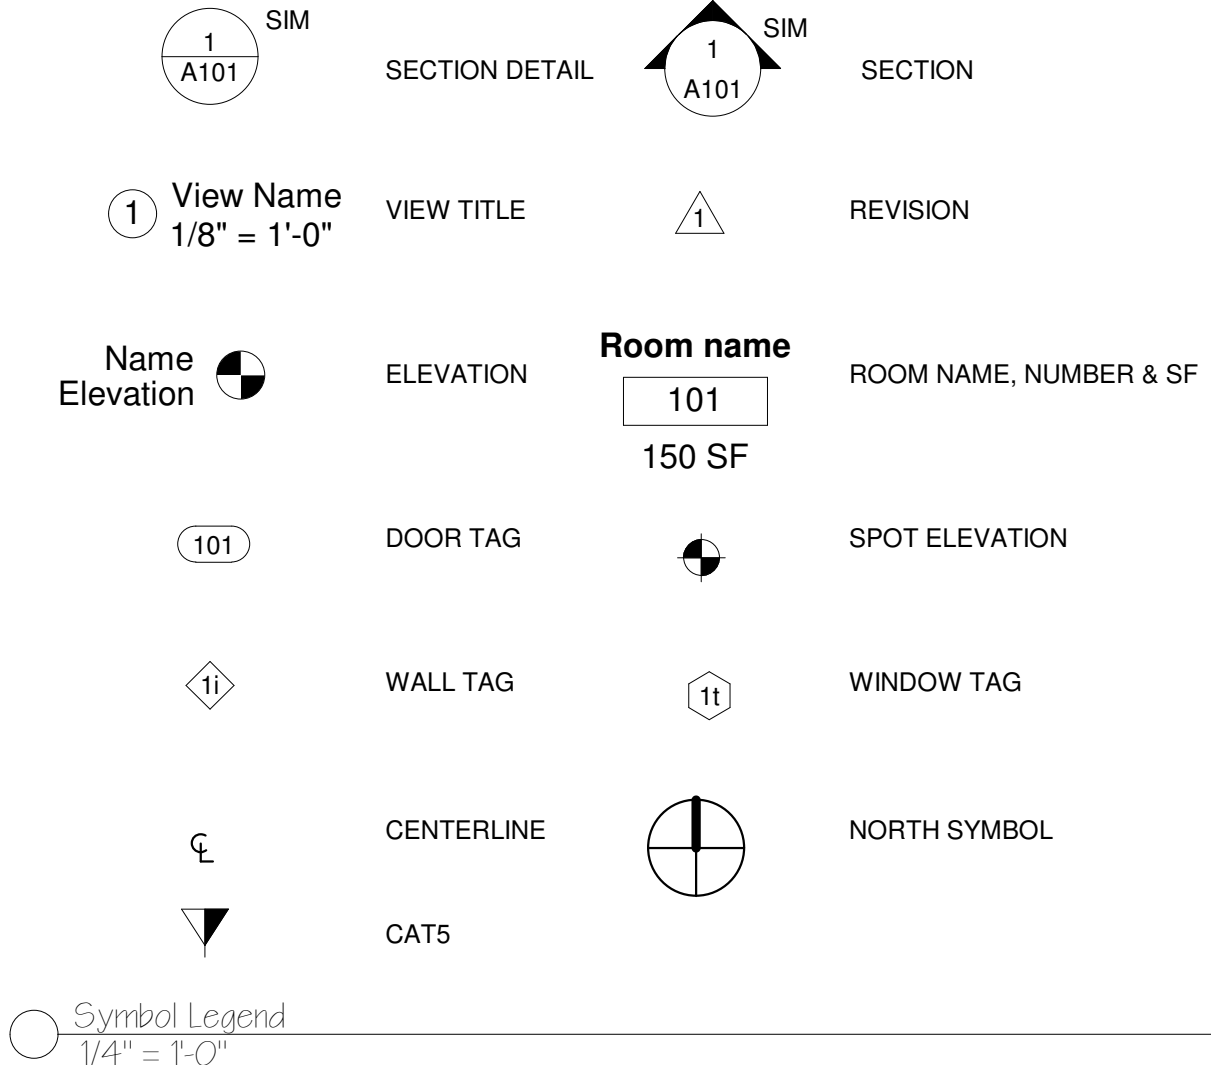 1
A101
SIM
SECTION DETAIL
1
A101
SIM
SECTION
1
View Name
1/8" = 1'-0"
VIEW TITLE
1
REVISION
Name
Elevation
ELEVATION
Room name
101
150 SF
ROOM NAME, NUMBER & SF
101
DOOR TAG
SPOT ELEVATION
1i
WALL TAG
1t
WINDOW TAG
℄
CENTERLINE
NORTH SYMBOL
CAT5
Symbol Legend
1/4" = 1'-0"